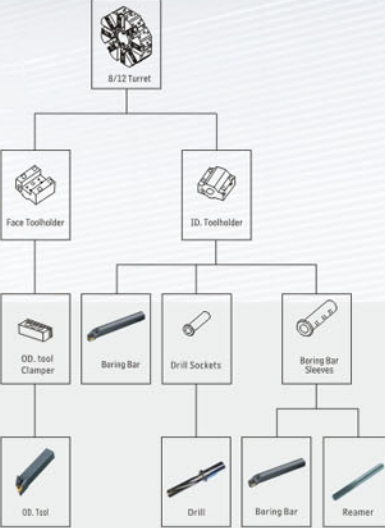 8/12 Turret
Face Toolholder
ID. Toolholder
OD. tool
Clamper
Boring Bar
Drill Sockets
Boring Bar
Sleeves
OD. Tool
Drill
Boring Bar
Reamer